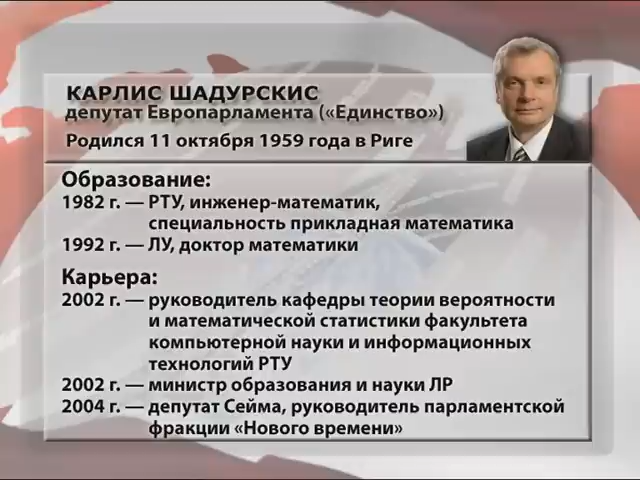 КАРЛИС ШАДУРСКИС
депутат Европарламента («Единство»)
Родился 11 октября 1959 года в Риге
Образование:
1982 г. — РТУ, инженер-математик,
специальность прикладная математика
1992 г. — ЛУ, доктор математики
Карьера:
2002 г. — руководитель кафедры теории вероятности
и математической статистики факультета
компьютерной науки и информационных
технологий РТУ
2002 г. — министр образования и науки ЛР
2004 г. — депутат Сейма, руководитель парламентской
фракции «Нового времени»